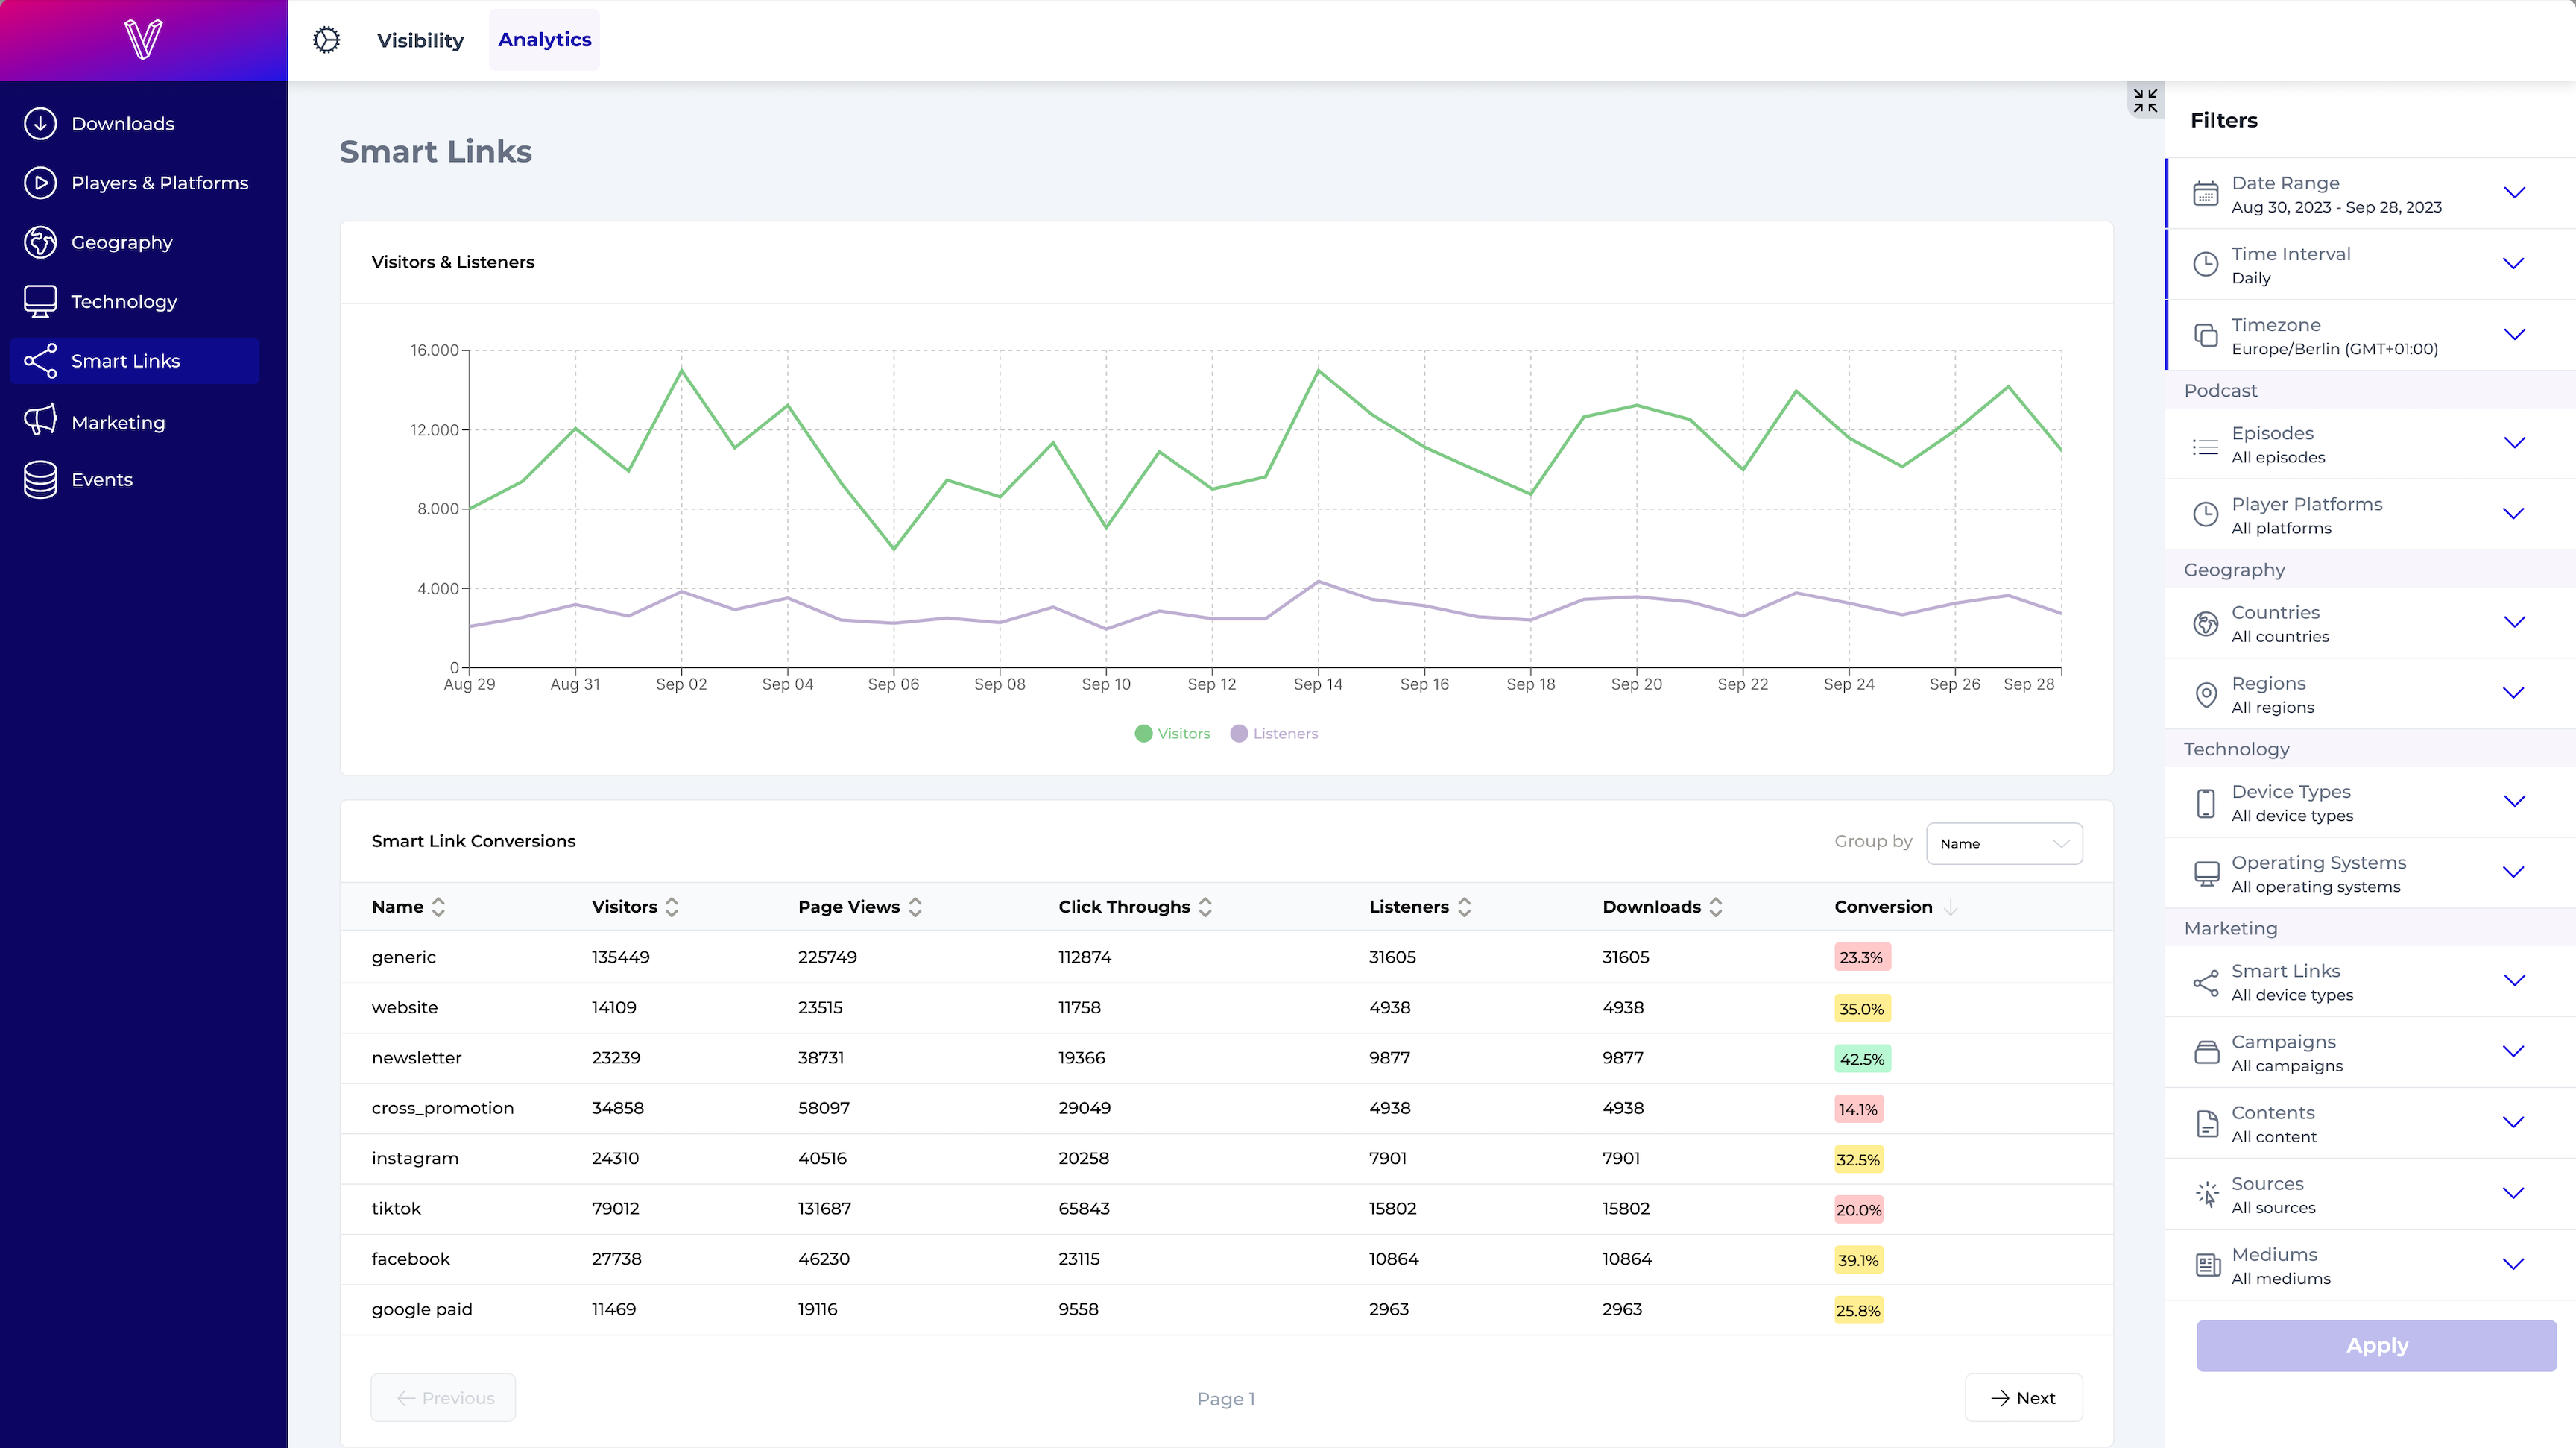 Visibility
Analytics
Downloads
Players & Platforms
Geography
Technology
Smart Links
Marketing
Events
Smart Links
Visitors & Listeners
16.000
12.000
8.000
4.000
0
Aug 29 Aug 31 Sep 02 Sep 04 Sep 06 Sep 08 Sep 10 Sep 12 Sep 14 Sep 16 Sep 18 Sep 20 Sep 22 Sep 24 Sep 26 Sep 28
Visitors Listeners
Smart Link Conversions
Group by Name
Name Visitors Page Views Click Throughs Listeners Downloads Conversion
generic 135449 225749 112874 31605 31605 23.3%
website 14109 23515 11758 4938 4938 35.0%
newsletter 23239 38731 19366 9877 9877 42.5%
cross_promotion 34858 58097 29049 4938 4938 14.1%
instagram 24310 40516 20258 7901 7901 32.5%
tiktok 79012 131687 65843 15802 15802 20.0%
facebook 27738 46230 23115 10864 10864 39.1%
google paid 11469 19116 9558 2963 2963 25.8%
Previous
Page 1
Next
Filters
Date Range
Aug 30, 2023 - Sep 28, 2023
Time Interval
Daily
Timezone
Europe/Berlin (GMT+01:00)
Podcast
Episodes
All episodes
Player Platforms
All platforms
Geography
Countries
All countries
Regions
All regions
Technology
Device Types
All device types
Operating Systems
All operating systems
Marketing
Smart Links
All device types
Campaigns
All campaigns
Contents
All content
Sources
All sources
Mediums
All mediums
Apply